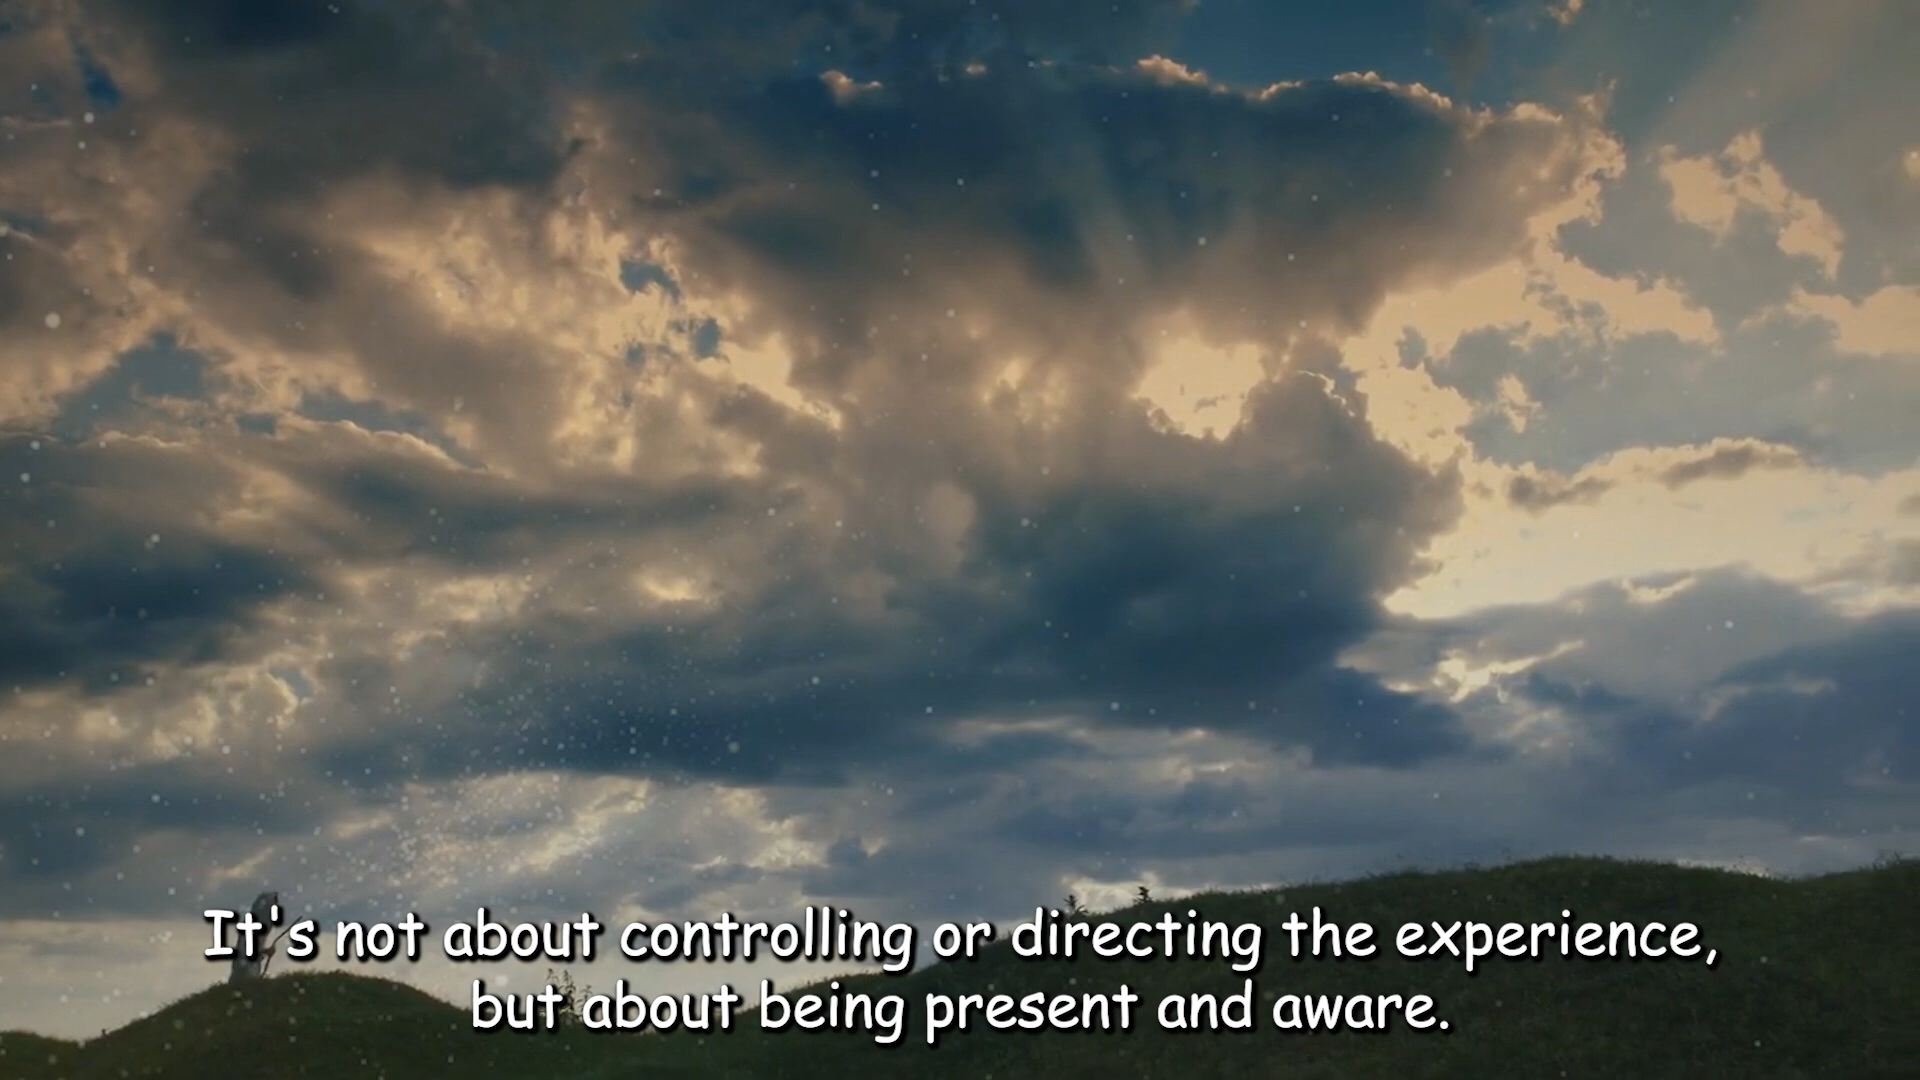 It's not about controlling or directing the experience,
but about being present and aware.